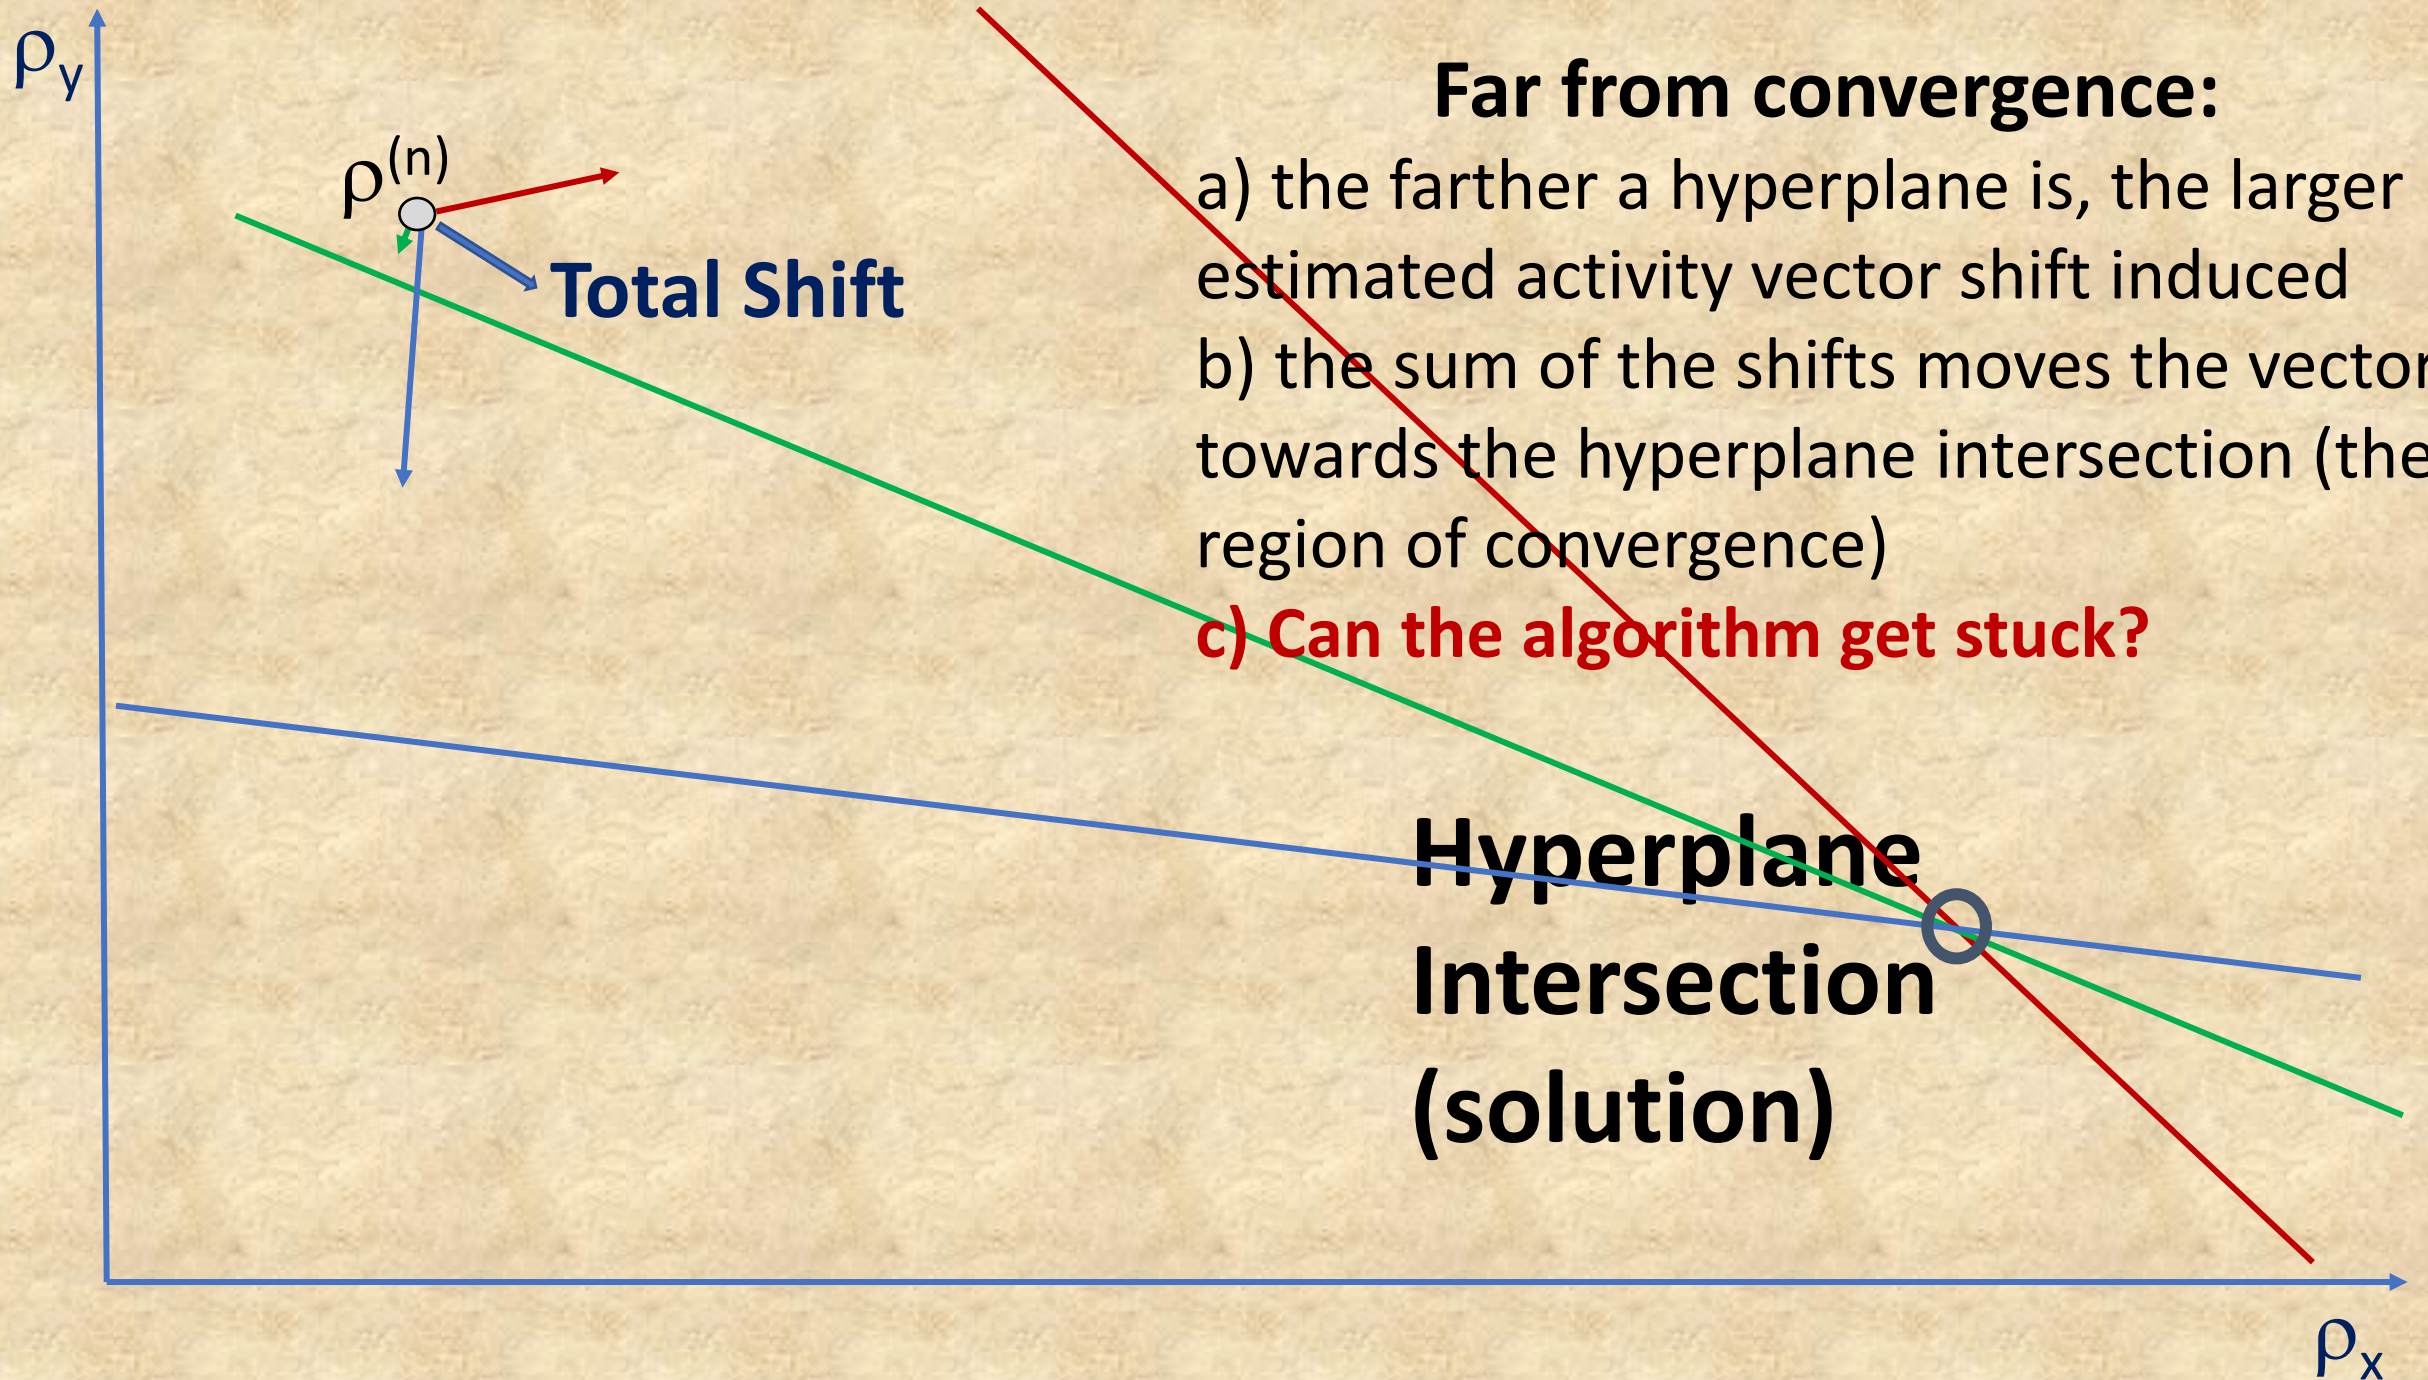 ρy
Far from convergence:
a) the farther a hyperplane is, the larger
estimated activity vector shift induced
b) the sum of the shifts moves the vector
towards the hyperplane intersection (the
region of convergence)
c) Can the algorithm get stuck?
ρ(n)
Total Shift
Hyperplane
Intersection
(solution)
ρx